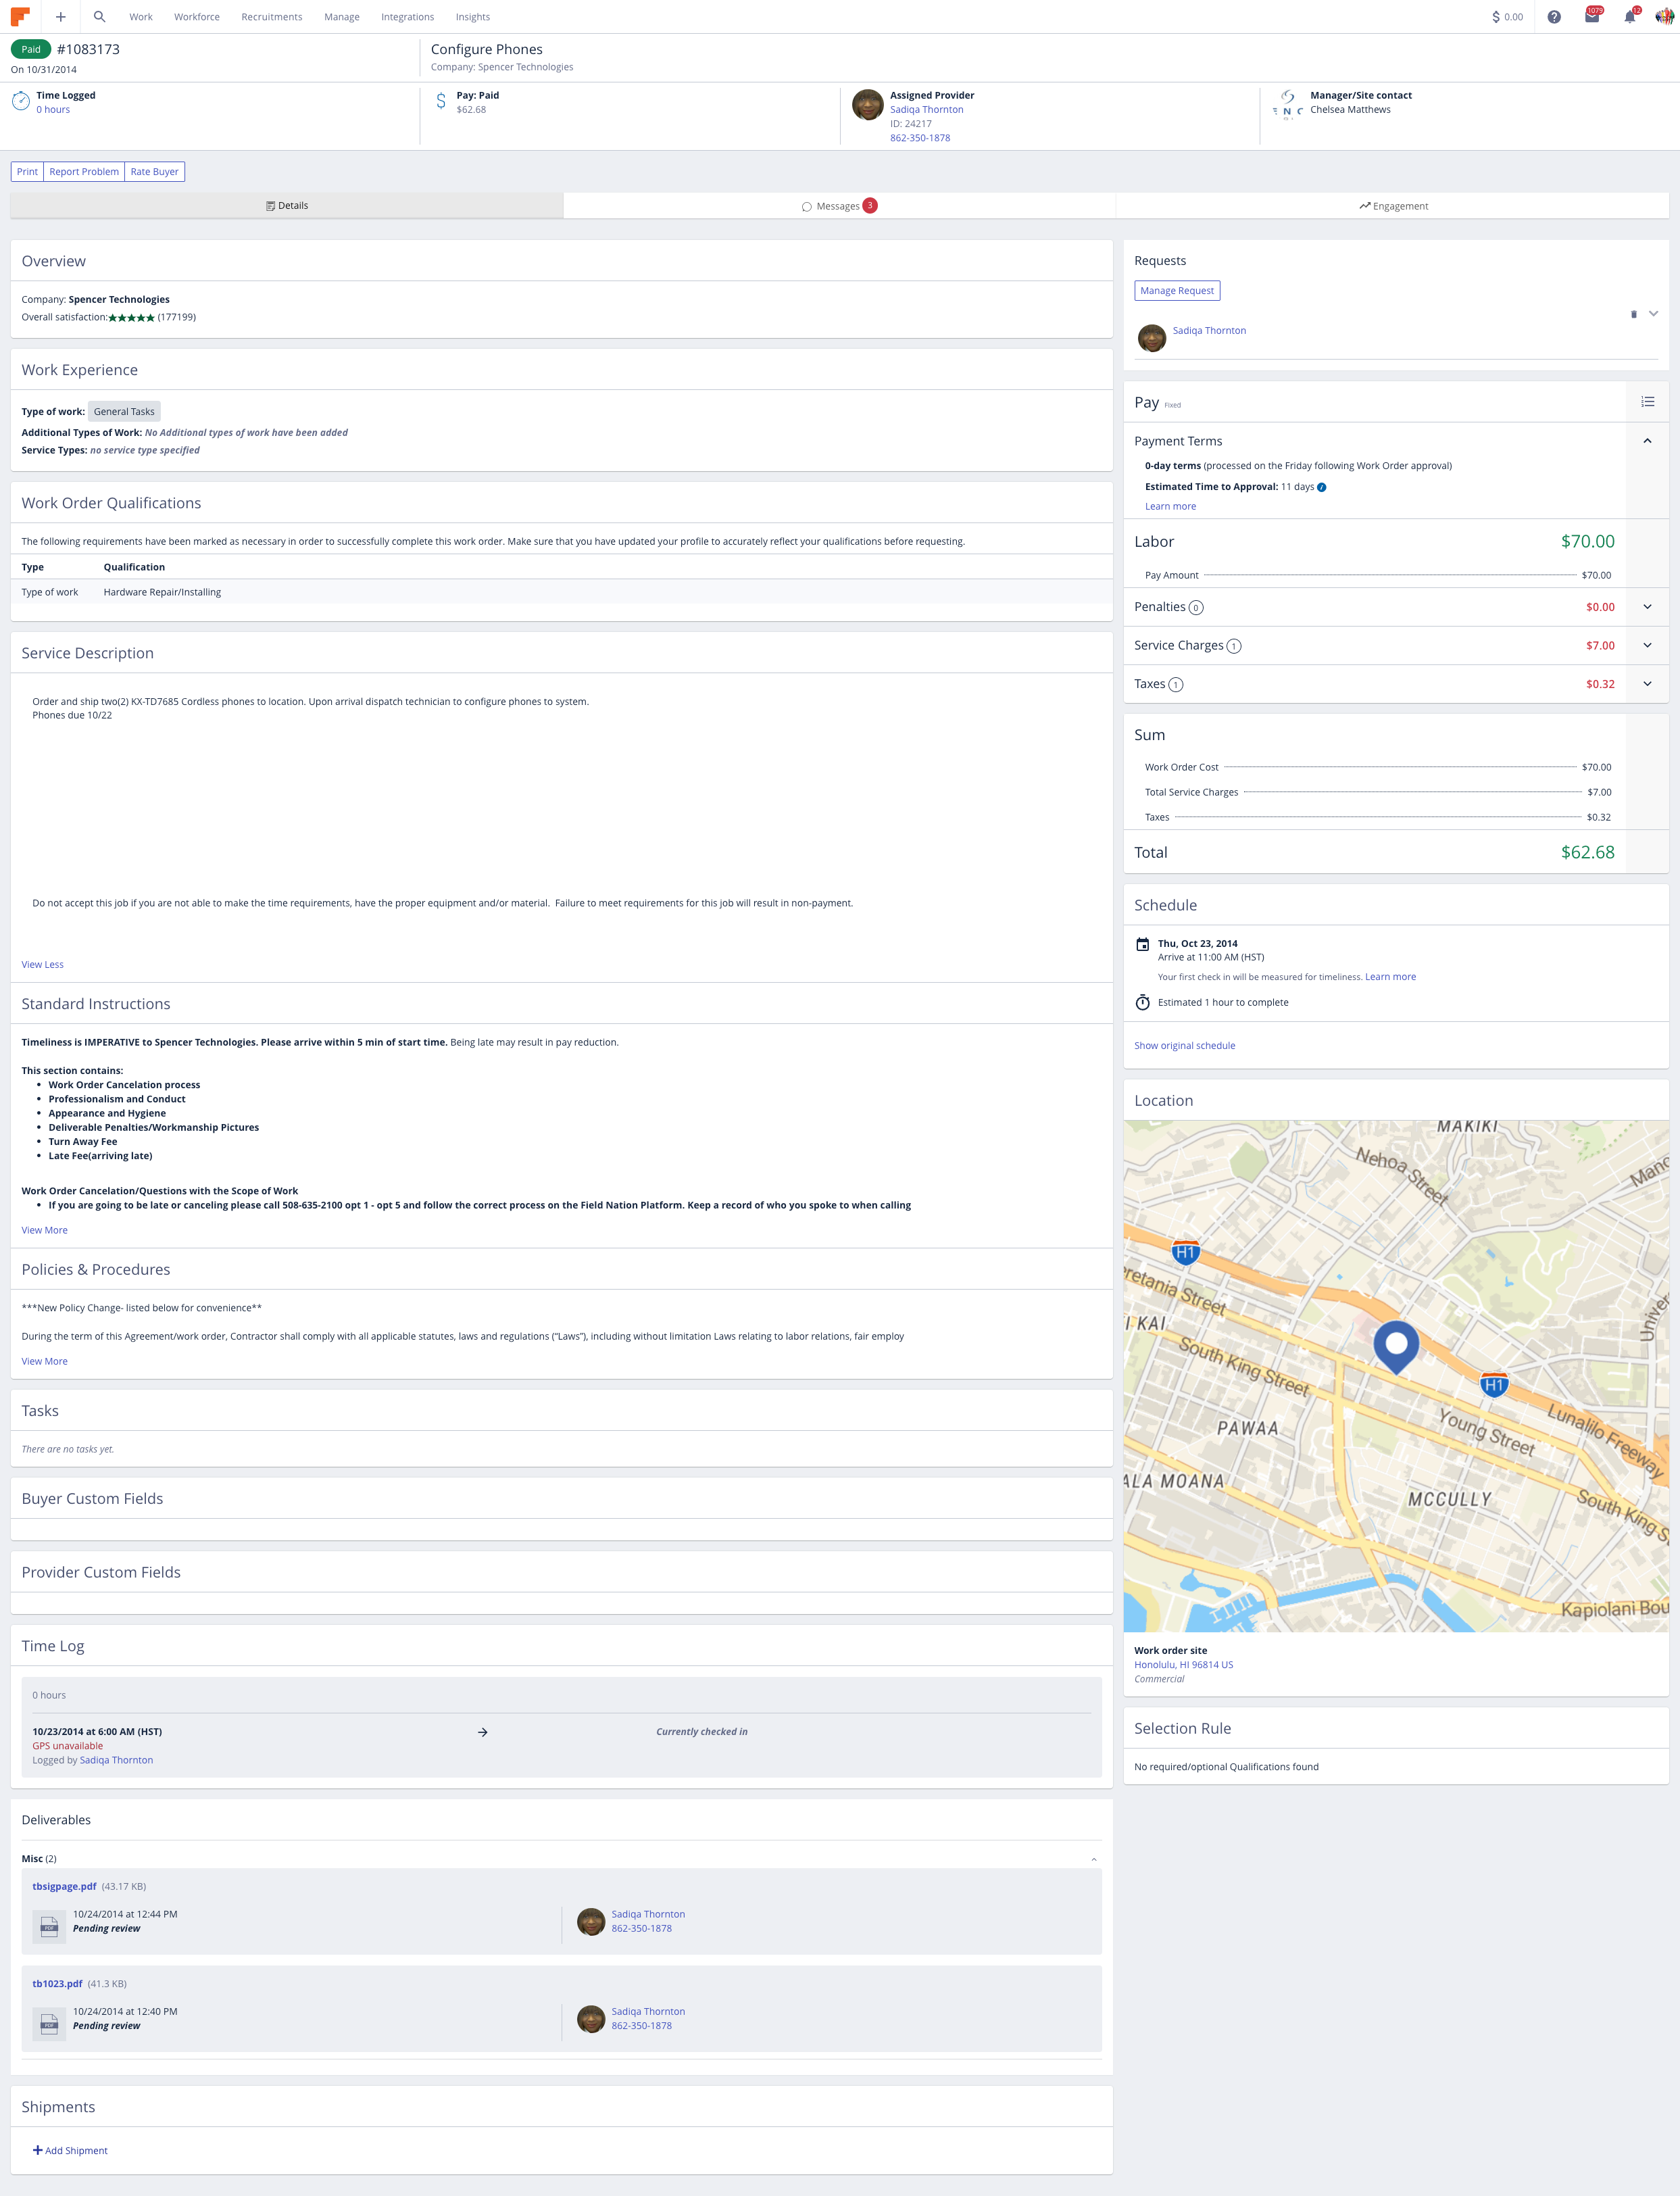 Work Workforce Recruitments Manage Integrations Insights
$ 0.00 1079 12
Paid #1083173
On 10/31/2014
Configure Phones
Company: Spencer Technologies
Time Logged
0 hours
Pay: Paid
$62.68
Assigned Provider
Sadiqa Thornton
ID: 24217
862-350-1878
Manager/Site contact
Chelsea Matthews
Print Report Problem Rate Buyer
Details
Messages 3
Engagement
Overview
Company: Spencer Technologies
Overall satisfaction:★★★★★ (177199)
Work Experience
Type of work: General Tasks
Additional Types of Work: No Additional types of work have been added
Service Types: no service type specified
Work Order Qualifications
The following requirements have been marked as necessary in order to successfully complete this work order. Make sure that you have updated your profile to accurately reflect your qualifications before requesting.
Type Qualification
Type of work Hardware Repair/Installing
Service Description
Order and ship two(2) KX-TD7685 Cordless phones to location. Upon arrival dispatch technician to configure phones to system.
Phones due 10/22
Do not accept this job if you are not able to make the time requirements, have the proper equipment and/or material.  Failure to meet requirements for this job will result in non-payment.
View Less
Standard Instructions
Timeliness is IMPERATIVE to Spencer Technologies. Please arrive within 5 min of start time. Being late may result in pay reduction.
This section contains:
• Work Order Cancelation process
• Professionalism and Conduct
• Appearance and Hygiene
• Deliverable Penalties/Workmanship Pictures
• Turn Away Fee
• Late Fee(arriving late)
Work Order Cancelation/Questions with the Scope of Work
• If you are going to be late or canceling please call 508-635-2100 opt 1 - opt 5 and follow the correct process on the Field Nation Platform. Keep a record of who you spoke to when calling
View More
Policies & Procedures
***New Policy Change- listed below for convenience**
During the term of this Agreement/work order, Contractor shall comply with all applicable statutes, laws and regulations (“Laws”), including without limitation Laws relating to labor relations, fair employ
View More
Tasks
There are no tasks yet.
Buyer Custom Fields
Provider Custom Fields
Time Log
0 hours
10/23/2014 at 6:00 AM (HST) → Currently checked in
GPS unavailable
Logged by Sadiqa Thornton
Deliverables
Misc (2)
tbsigpage.pdf (43.17 KB)
PDF
10/24/2014 at 12:44 PM
Pending review
Sadiqa Thornton
862-350-1878
tb1023.pdf (41.3 KB)
PDF
10/24/2014 at 12:40 PM
Pending review
Sadiqa Thornton
862-350-1878
Shipments
+ Add Shipment
Requests
Manage Request
Sadiqa Thornton
Pay Fixed
Payment Terms
0-day terms (processed on the Friday following Work Order approval)
Estimated Time to Approval: 11 days
Learn more
Labor $70.00
Pay Amount $70.00
Penalties 0 $0.00
Service Charges 1 $7.00
Taxes 1 $0.32
Sum
Work Order Cost $70.00
Total Service Charges $7.00
Taxes $0.32
Total $62.68
Schedule
Thu, Oct 23, 2014
Arrive at 11:00 AM (HST)
Your first check in will be measured for timeliness. Learn more
Estimated 1 hour to complete
Show original schedule
Location
MAKIKI
Nehoa Street
Mano
H1
retania Street
Univer
I KAI
South King Street
H1
PAWAA
Young Street
Lunalilo Freeway
ALA MOANA
MCCULLY
South King S
Kapiolani Bou
Work order site
Honolulu, HI 96814 US
Commercial
Selection Rule
No required/optional Qualifications found